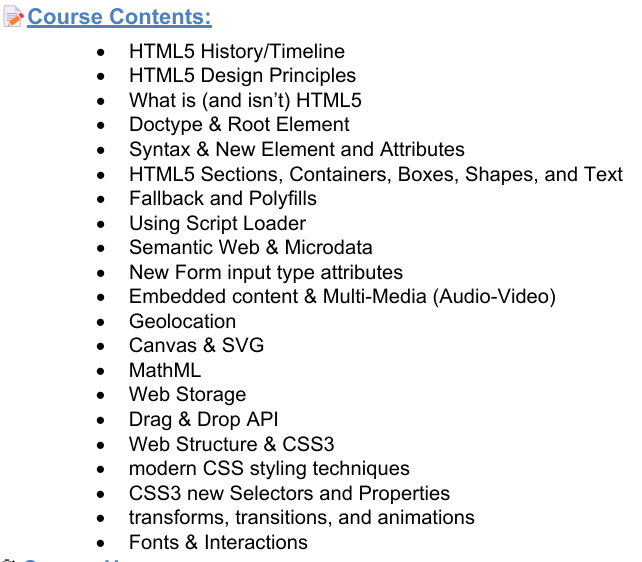 Course Contents:
HTML5 History/Timeline
HTML5 Design Principles
What is (and isn’t) HTML5
Doctype & Root Element
Syntax & New Element and Attributes
HTML5 Sections, Containers, Boxes, Shapes, and Text
Fallback and Polyfills
Using Script Loader
Semantic Web & Microdata
New Form input type attributes
Embedded content & Multi-Media (Audio-Video)
Geolocation
Canvas & SVG
MathML
Web Storage
Drag & Drop API
Web Structure & CSS3
modern CSS styling techniques
CSS3 new Selectors and Properties
transforms, transitions, and animations
Fonts & Interactions